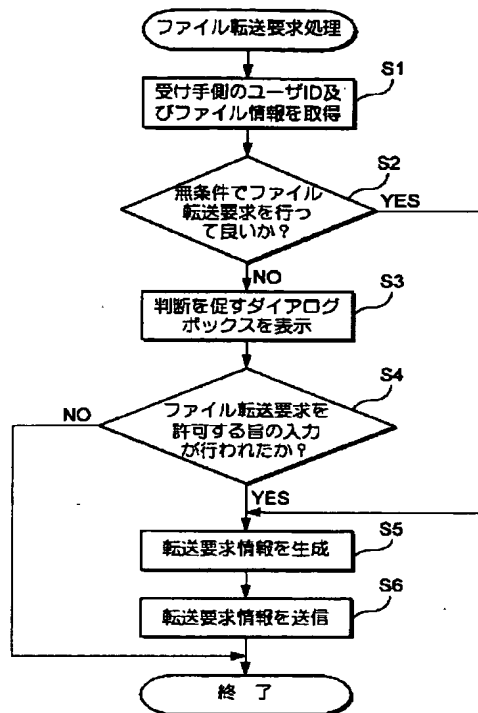 ファイル転送要求処理
S1
受け手側のユーザID及
びファイル情報を取得
S2
無条件でファイル
転送要求を行っ
て良いか？
YES
NO
S3
判断を促すダイアログ
ボックスを表示
S4
NO
ファイル転送要求を
許可する旨の入力
が行われたか？
YES
S5
転送要求情報を生成
S6
転送要求情報を送信
終 了